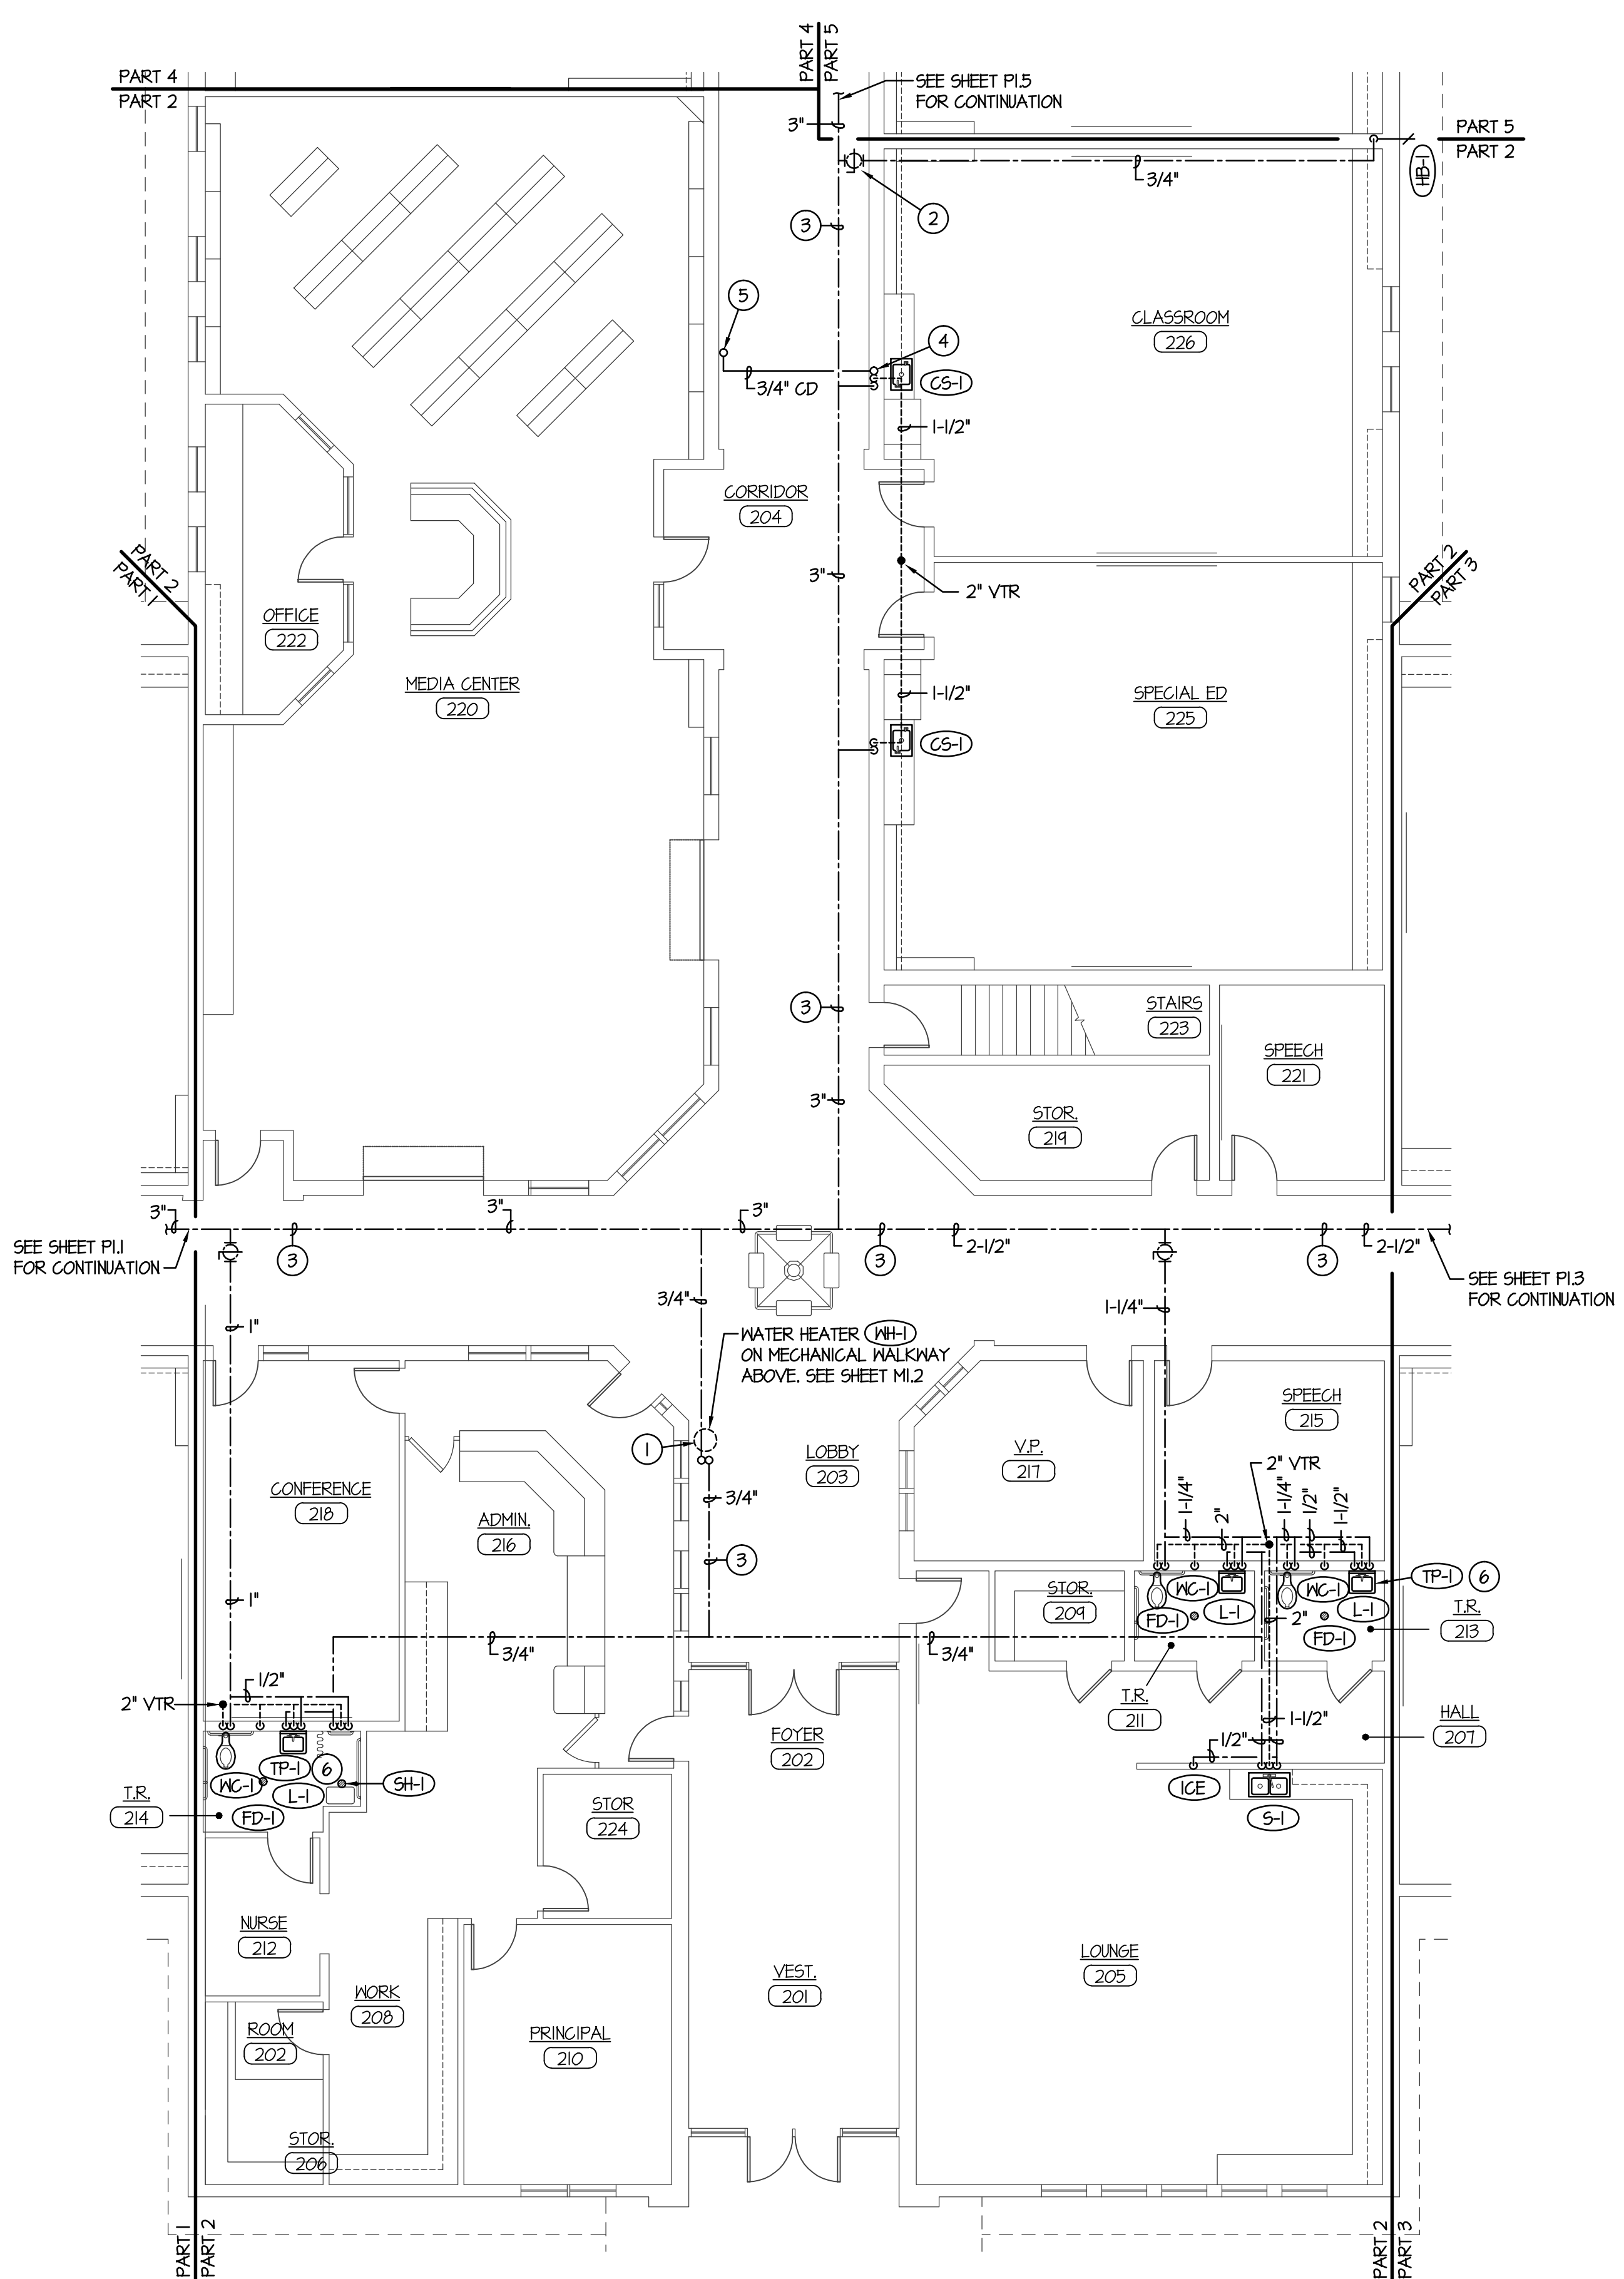 PART 4
PART 5
PART 4
PART 2
SEE SHEET P1.5
FOR CONTINUATION
3"
PART 5
PART 2
HB-1
3/4"
2
3
5
4
CLASSROOM
226
CS-1
3/4" CD
1-1/2"
CORRIDOR
204
PART 2
PART 1
PART 2
PART 3
3"
2" VTR
OFFICE
222
MEDIA CENTER
220
1-1/2"
SPECIAL ED
225
CS-1
3
STAIRS
223
SPEECH
221
3"
STOR.
219
3"
3"
3"
SEE SHEET P1.1
FOR CONTINUATION
3
3
2-1/2"
3
2-1/2"
SEE SHEET P1.3
FOR CONTINUATION
3/4"
1-1/4"
1"
WATER HEATER WH-1
ON MECHANICAL WALKWAY
ABOVE. SEE SHEET M1.2
1
LOBBY
203
V.P.
217
SPEECH
215
2" VTR
CONFERENCE
218
ADMIN.
216
3/4"
3
1-1/4"
2"
1-1/4"
1/2"
1-1/2"
STOR.
209
WC-1
FD-1
L-1
WC-1
L-1
FD-1
2"
TP-1
6
T.R.
213
1"
3/4"
3/4"
1/2"
2" VTR
T.R.
211
HALL
207
FOYER
202
1-1/2"
1/2"
ICE
S-1
WC-1
TP-1
6
L-1
FD-1
SH-1
T.R.
214
STOR
224
NURSE
212
WORK
208
ROOM
202
PRINCIPAL
210
VEST.
201
LOUNGE
205
STOR.
206
PART 1
PART 2
PART 2
PART 3